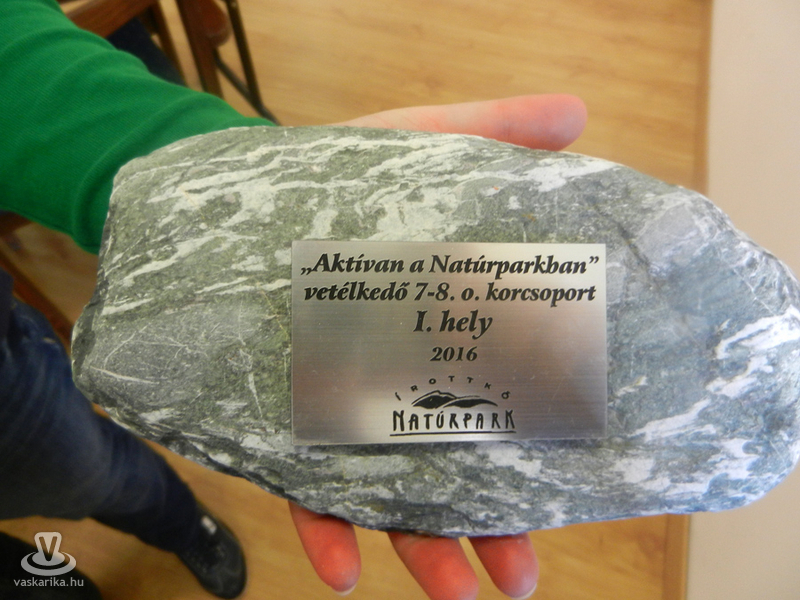 „Aktívan a Natúrparkban”
vetélkedő 7-8. o. korcsoport
I. hely
2016
ÍROTTKŐ
NATÚRPARK
vaskarika.hu